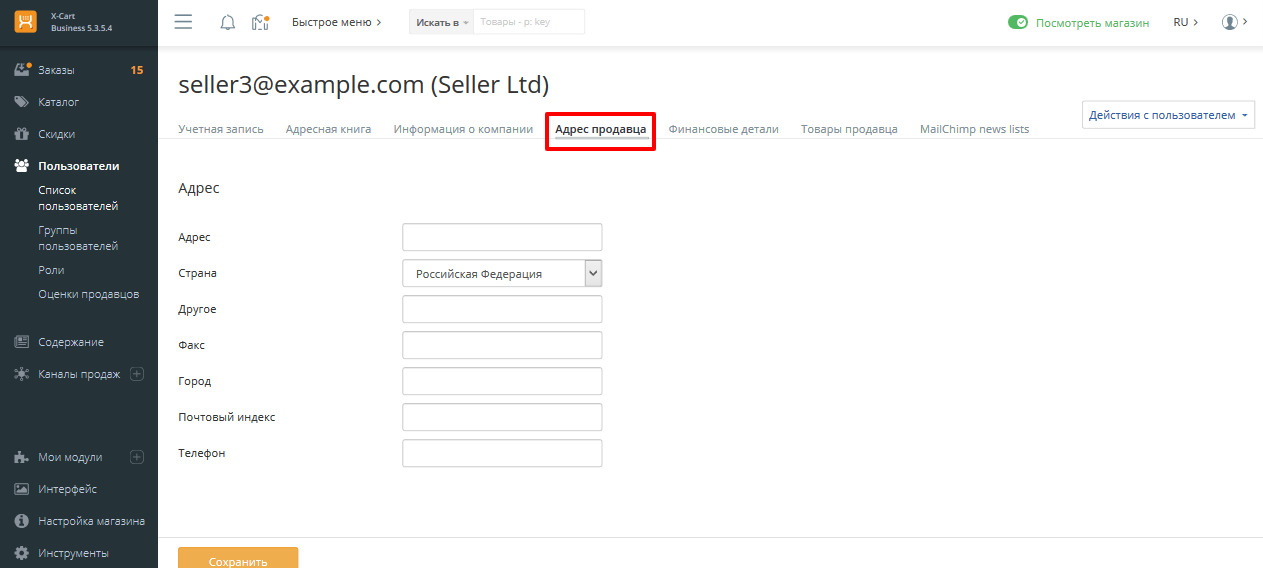 X-Cart
Business 5.3.5.4
Быстрое меню
Искать в
Товары - p: key
Посмотреть магазин
RU
Заказы
15
Каталог
Скидки
Пользователи
Список
пользователей
Группы
пользователей
Роли
Оценки продавцов
Содержание
Каналы продаж
Мои модули
Интерфейс
Настройка магазина
Инструменты
seller3@example.com (Seller Ltd)
Действия с пользователем
Учетная запись
Адресная книга
Информация о компании
Адрес продавца
Финансовые детали
Товары продавца
MailChimp news lists
Адрес
Адрес
Страна
Российская Федерация
Другое
Факс
Город
Почтовый индекс
Телефон
Сохранить